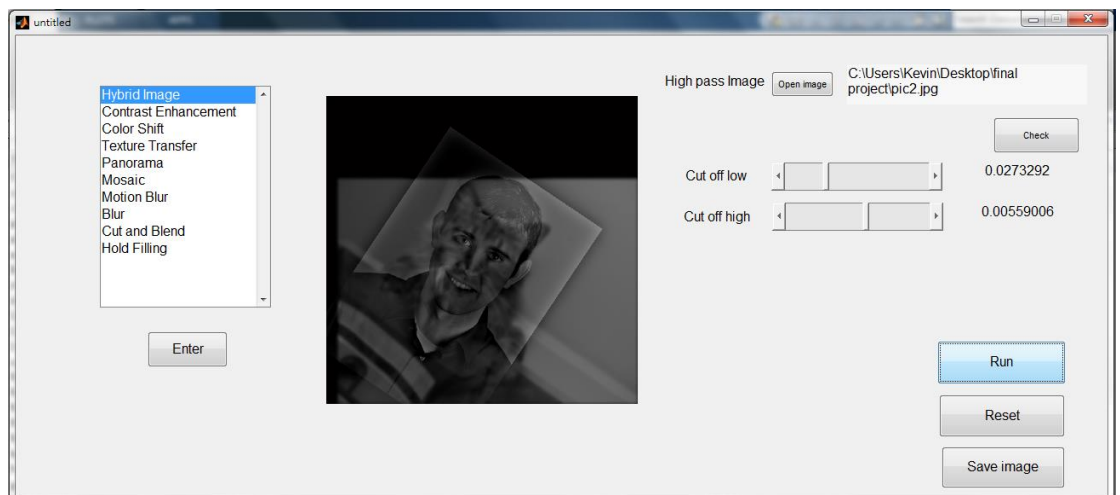 untitled
Hybrid Image
Contrast Enhancement
Color Shift
Texture Transfer
Panorama
Mosaic
Motion Blur
Blur
Cut and Blend
Hold Filling
Enter
High pass Image
Open image
C:\Users\Kevin\Desktop\final
project\pic2.jpg
Check
Cut off low
0.0273292
Cut off high
0.00559006
Run
Reset
Save image